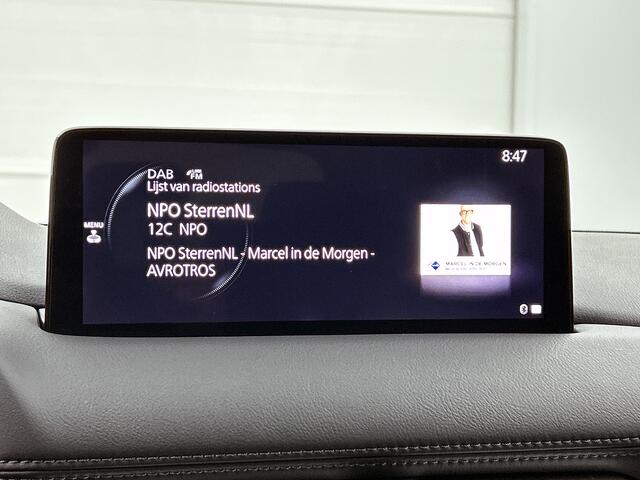 8:47
DAB FM
Lijst van radiostations
NPO SterrenNL
12C NPO
MENU
NPO SterrenNL - Marcel in de Morgen -
AVROTROS
MARCEL IN DE MORGEN